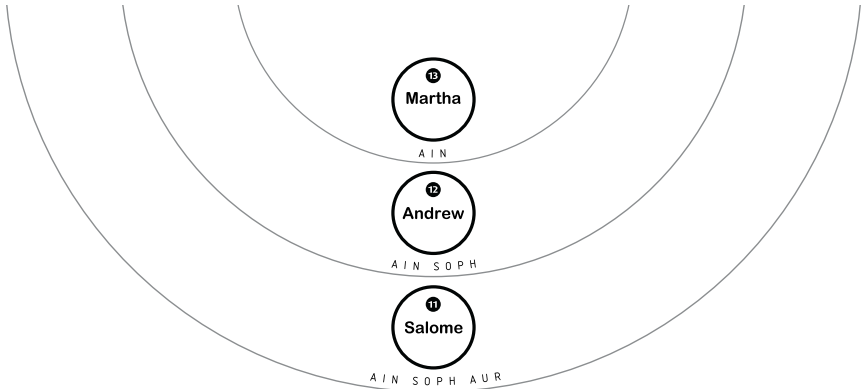 13
Martha
AIN
12
Andrew
AIN SOPH
11
Salome
AIN SOPH AUR